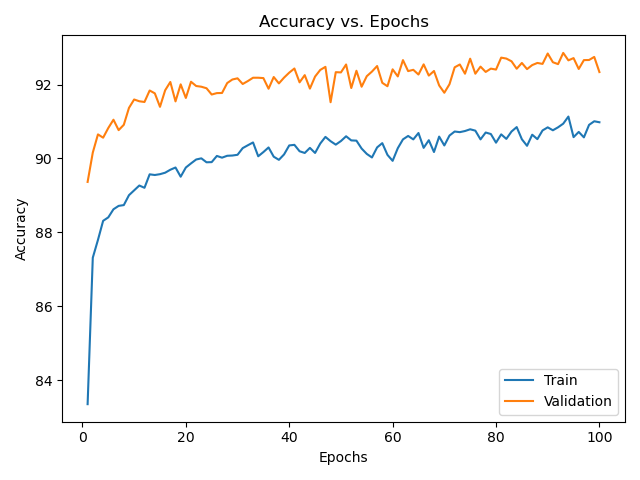 Accuracy vs. Epochs
Accuracy
92
90
88
86
84
0 20 40 60 80 100
Epochs
Train
Validation